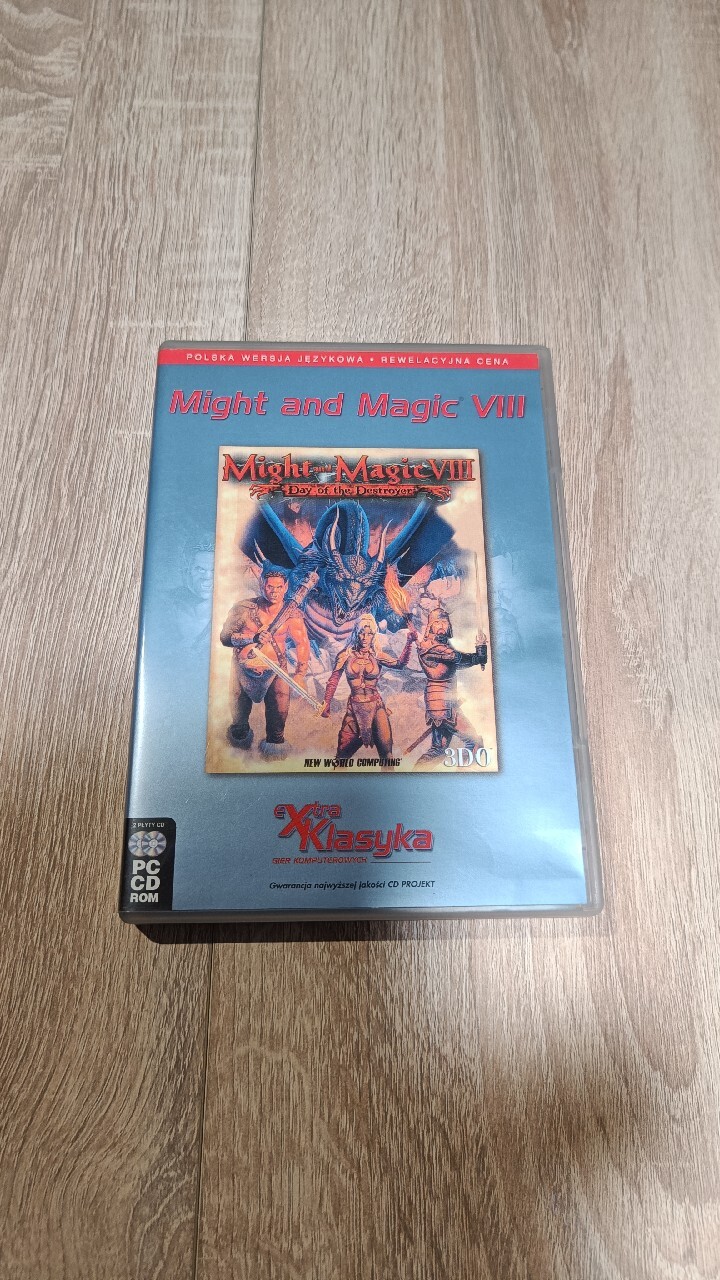 POLSKA WERSJA JĘZYKOWA • REWELACYJNA CENA
Might and Magic® VIII
Might and Magic VIII
Day of the Destroyer
NEW WORLD COMPUTING®
3DO™
eXtra
Klasyka
GIER KOMPUTEROWYCH
Gwarancja najwyższej jakości CD PROJEKT
2 PŁYTY CD
PC
CD
ROM